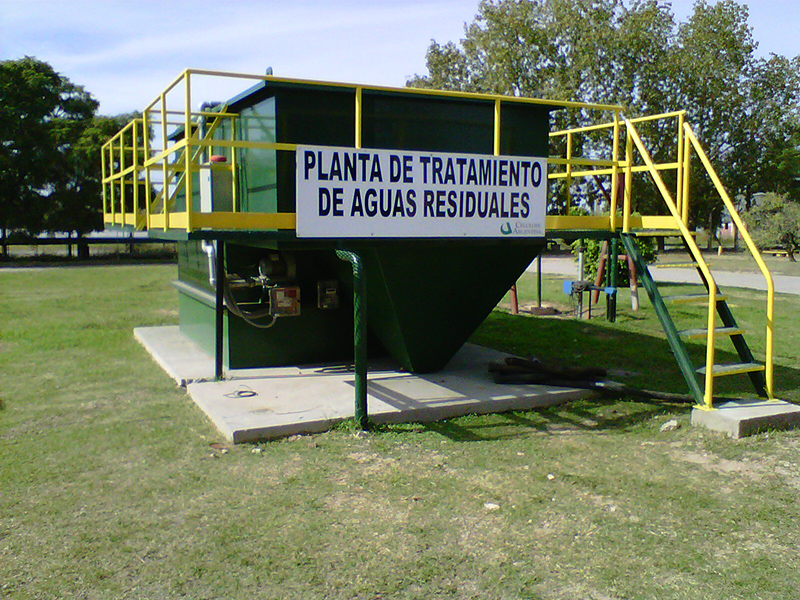 PLANTA DE TRATAMIENTO
DE AGUAS RESIDUALES